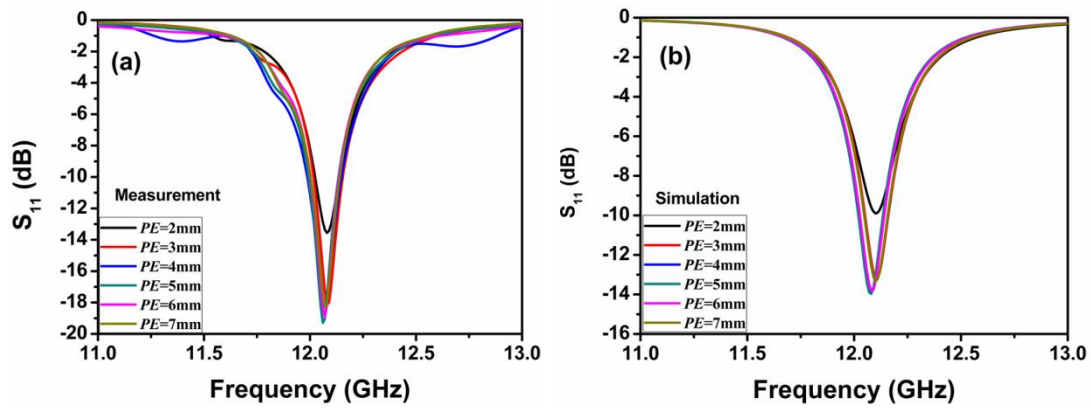 (a)
S11 (dB)
0
-2
-4
-6
-8
-10
-12
-14
-16
-18
-20
Measurement
PE=2mm
PE=3mm
PE=4mm
PE=5mm
PE=6mm
PE=7mm
11.0 11.5 12.0 12.5 13.0
Frequency (GHz)
(b)
S11 (dB)
0
-2
-4
-6
-8
-10
-12
-14
-16
Simulation
PE=2mm
PE=3mm
PE=4mm
PE=5mm
PE=6mm
PE=7mm
11.0 11.5 12.0 12.5 13.0
Frequency (GHz)